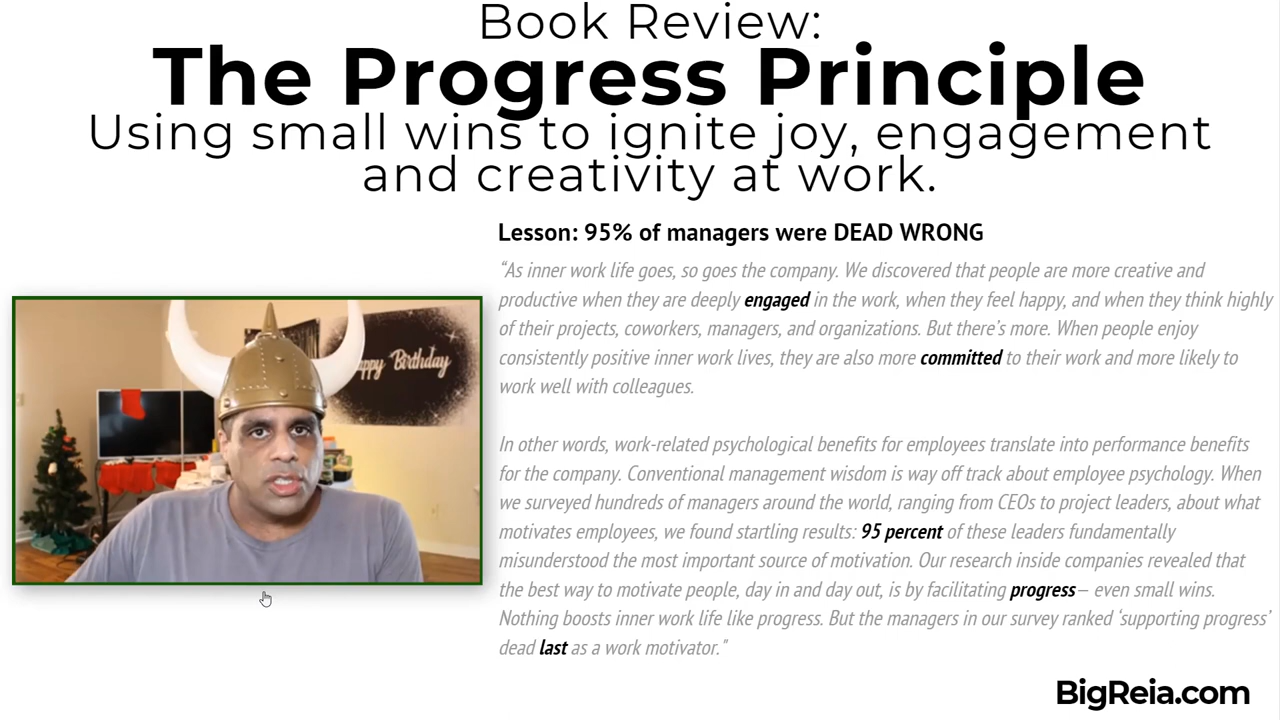 Book Review:
The Progress Principle
Using small wins to ignite joy, engagement
and creativity at work.
Lesson: 95% of managers were DEAD WRONG
“As inner work life goes, so goes the company. We discovered that people are more creative and
productive when they are deeply engaged in the work, when they feel happy, and when they think highly
of their projects, coworkers, managers, and organizations. But there’s more. When people enjoy
consistently positive inner work lives, they are also more committed to their work and more likely to
work well with colleagues.
In other words, work-related psychological benefits for employees translate into performance benefits
for the company. Conventional management wisdom is way off track about employee psychology. When
we surveyed hundreds of managers around the world, ranging from CEOs to project leaders, about what
motivates employees, we found startling results: 95 percent of these leaders fundamentally
misunderstood the most important source of motivation. Our research inside companies revealed that
the best way to motivate people, day in and day out, is by facilitating progress— even small wins.
Nothing boosts inner work life like progress. But the managers in our survey ranked ‘supporting progress’
dead last as a work motivator."
Birthday
BigReia.com